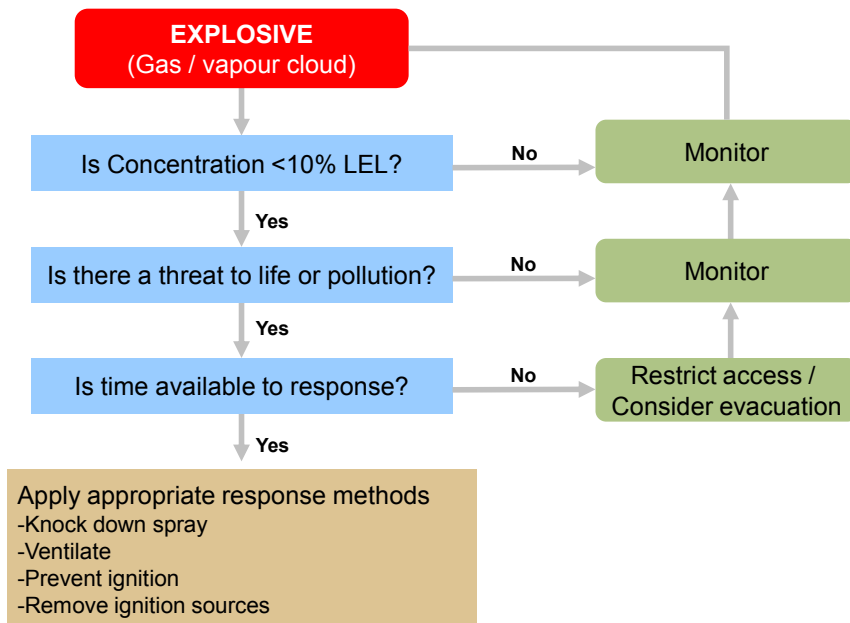 EXPLOSIVE
(Gas / vapour cloud)
Is Concentration <10% LEL?
No
Monitor
Yes
Is there a threat to life or pollution?
No
Monitor
Yes
Is time available to response?
No
Restrict access /
Consider evacuation
Yes
Apply appropriate response methods
-Knock down spray
-Ventilate
-Prevent ignition
-Remove ignition sources